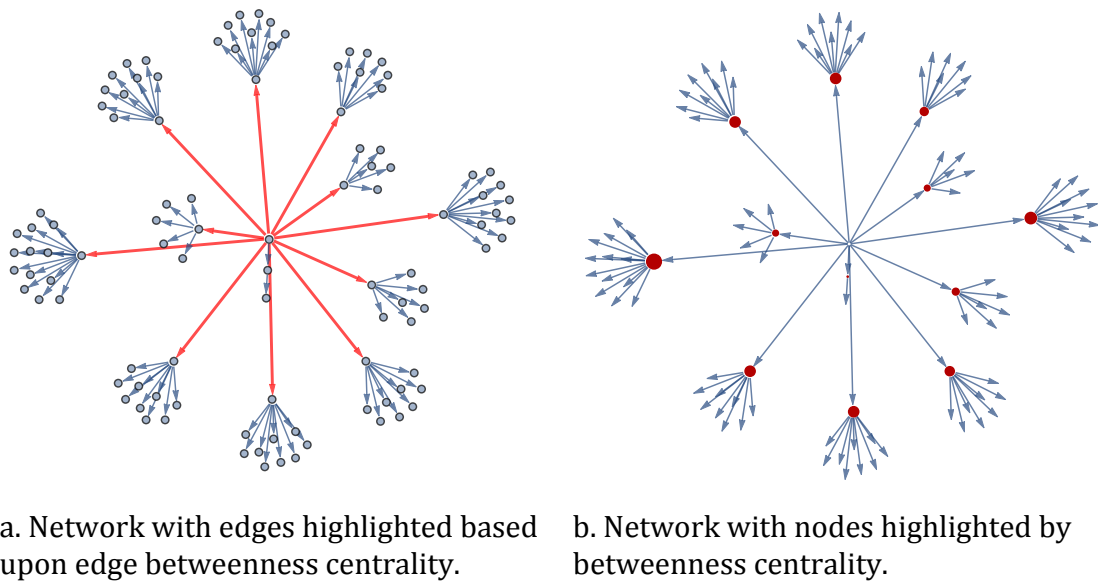 a. Network with edges highlighted based
upon edge betweenness centrality.
b. Network with nodes highlighted by
betweenness centrality.